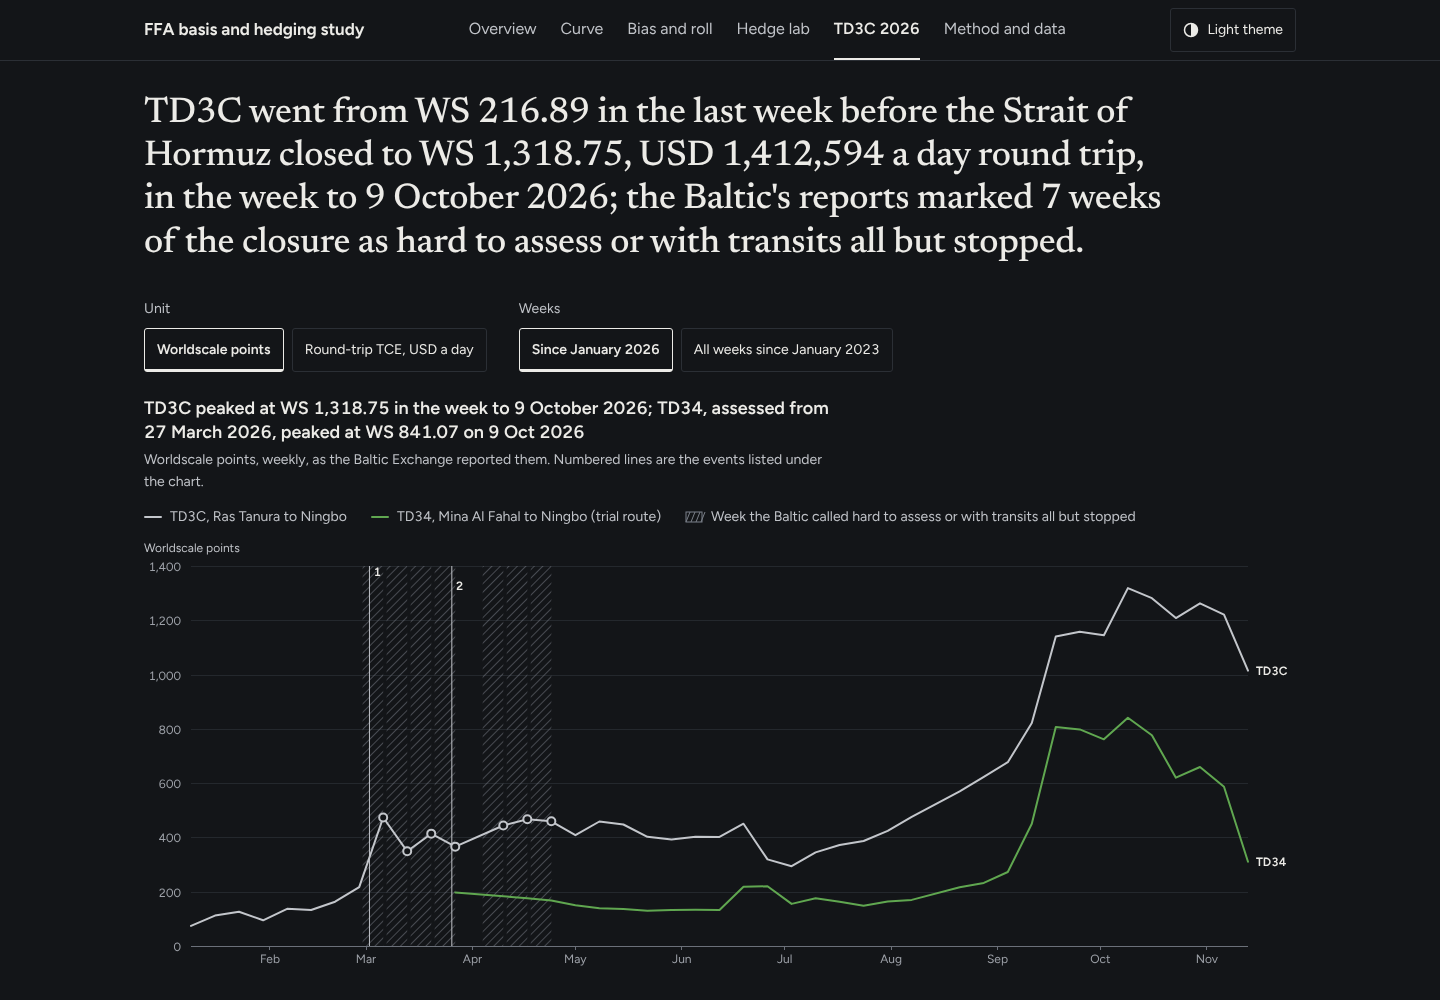 FFA basis and hedging study
Overview
Curve
Bias and roll
Hedge lab
TD3C 2026
Method and data
Light theme
TD3C went from WS 216.89 in the last week before the Strait of
Hormuz closed to WS 1,318.75, USD 1,412,594 a day round trip,
in the week to 9 October 2026; the Baltic's reports marked 7 weeks
of the closure as hard to assess or with transits all but stopped.
Unit
Weeks
Worldscale points
Round-trip TCE, USD a day
Since January 2026
All weeks since January 2023
TD3C peaked at WS 1,318.75 in the week to 9 October 2026; TD34, assessed from
27 March 2026, peaked at WS 841.07 on 9 Oct 2026
Worldscale points, weekly, as the Baltic Exchange reported them. Numbered lines are the events listed under
the chart.
TD3C, Ras Tanura to Ningbo
TD34, Mina Al Fahal to Ningbo (trial route)
Week the Baltic called hard to assess or with transits all but stopped
Worldscale points
1,400
1
2
1,200
1,000
TD3C
800
600
400
TD34
200
0
Feb
Mar
Apr
May
Jun
Jul
Aug
Sep
Oct
Nov